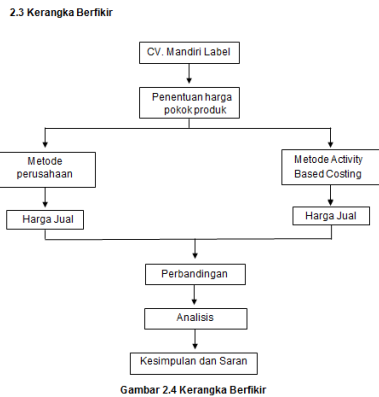 2.3 Kerangka Berfikir
CV. Mandiri Label
Penentuan harga
pokok produk
Metode
perusahaan
Metode Activity
Based Costing
Harga Jual
Harga Jual
Perbandingan
Analisis
Kesimpulan dan Saran
Gambar 2.4 Kerangka Berfikir